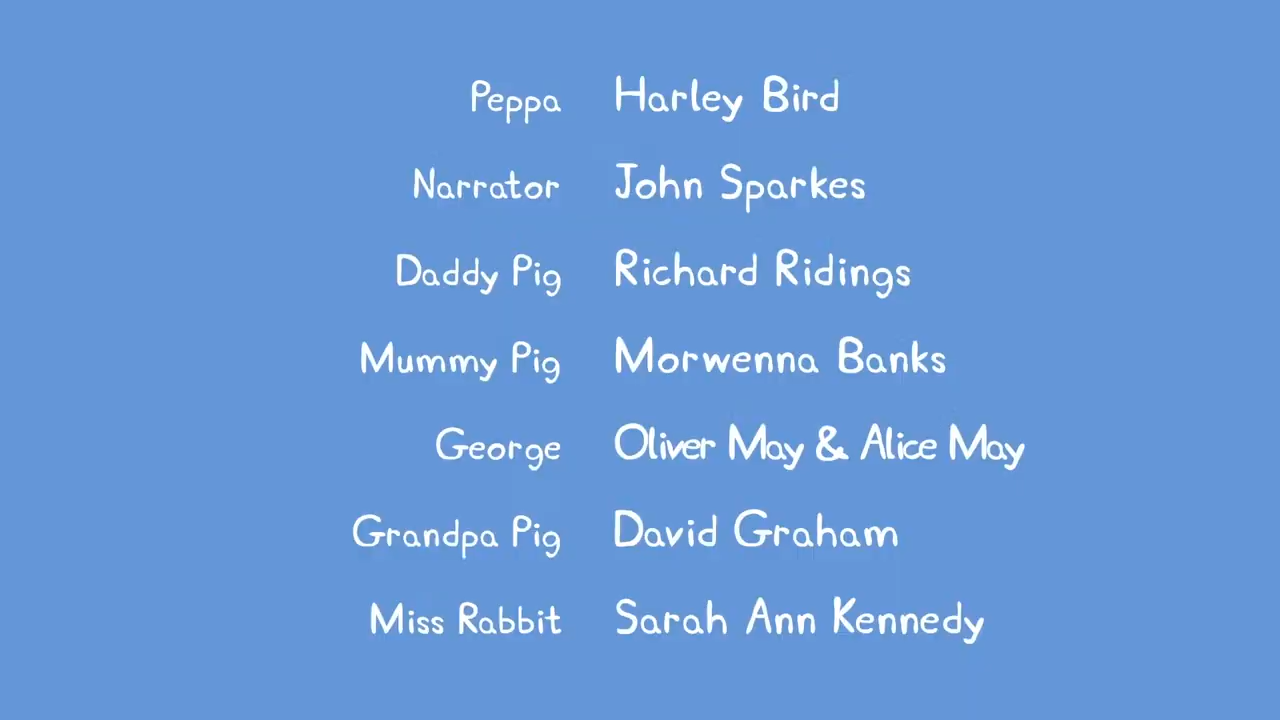 Peppa Harley Bird
Narrator John Sparkes
Daddy Pig Richard Ridings
Mummy Pig Morwenna Banks
George Oliver May & Alice May
Grandpa Pig David Graham
Miss Rabbit Sarah Ann Kennedy